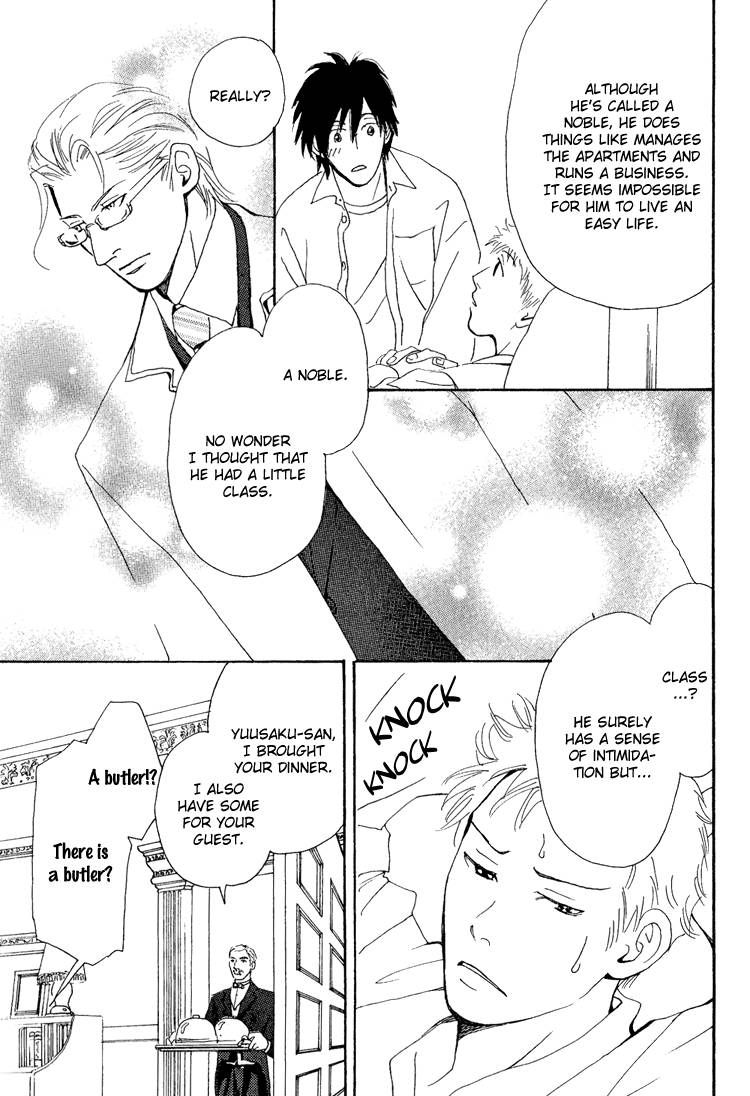 ALTHOUGH
HE'S CALLED A
NOBLE, HE DOES
THINGS LIKE MANAGES
THE APARTMENTS AND
RUNS A BUSINESS.
IT SEEMS IMPOSSIBLE
FOR HIM TO LIVE AN
EASY LIFE.
REALLY?
A NOBLE.
NO WONDER
I THOUGHT THAT
HE HAD A LITTLE
CLASS.
CLASS
...?
HE SURELY
HAS A SENSE
OF INTIMIDA-
TION BUT...
KNOCK
KNOCK
YUUSAKU-SAN,
I BROUGHT
YOUR DINNER.
I ALSO
HAVE SOME
FOR YOUR
GUEST.
A butler!?
There is
a butler?